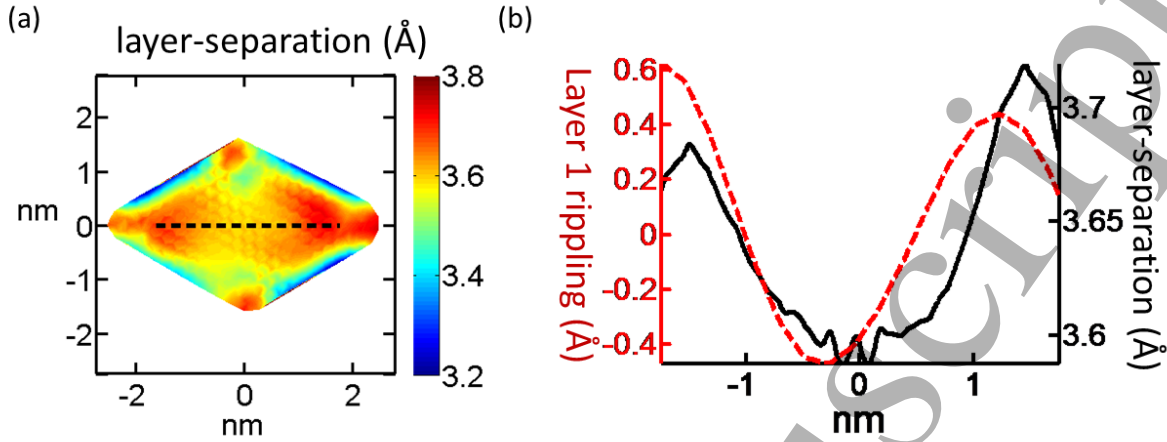 (a)
layer-separation (Å)
3.8
3.6
3.4
3.2
2
1
0
-1
-2
nm
-2
0
2
nm
(b)
Layer 1 rippling (Å)
0.6
0.4
0.2
0
-0.2
-0.4
-1
0
1
nm
3.7
3.65
3.6
layer-separation (Å)
script